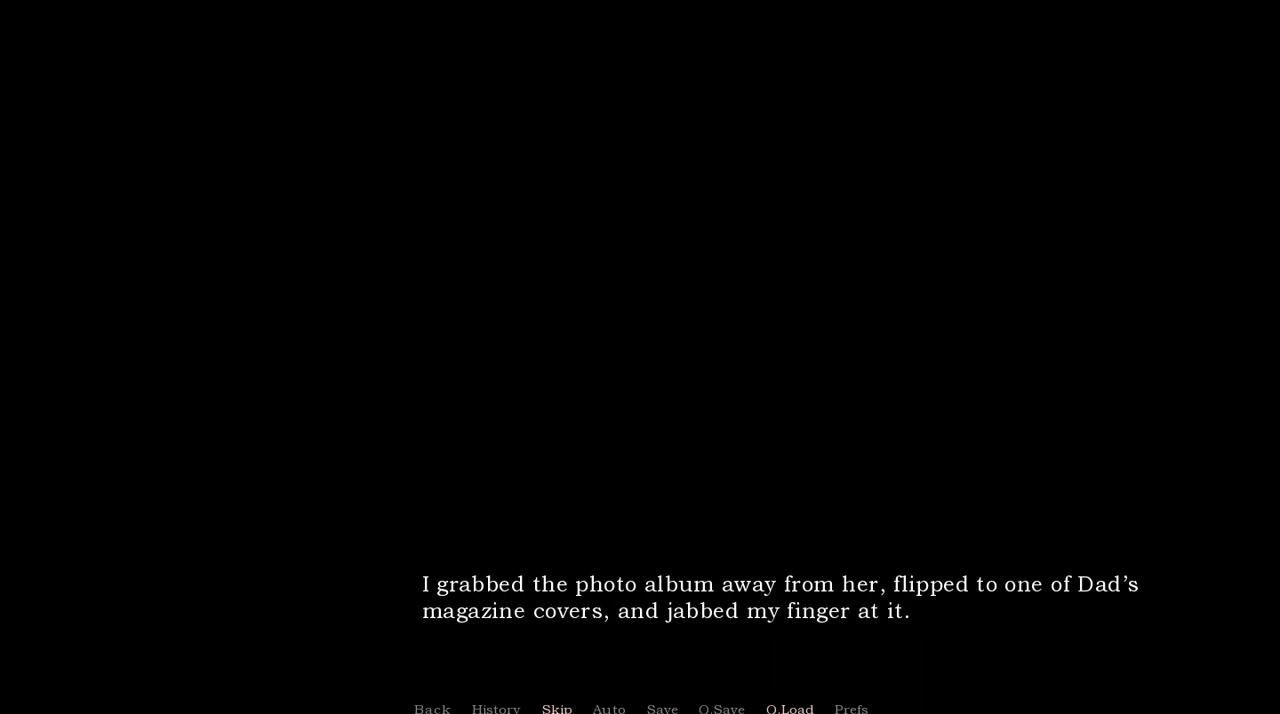 I grabbed the photo album away from her, flipped to one of Dad’s
magazine covers, and jabbed my finger at it.
Back History Skip Auto Save Q.Save Q.Load Prefs